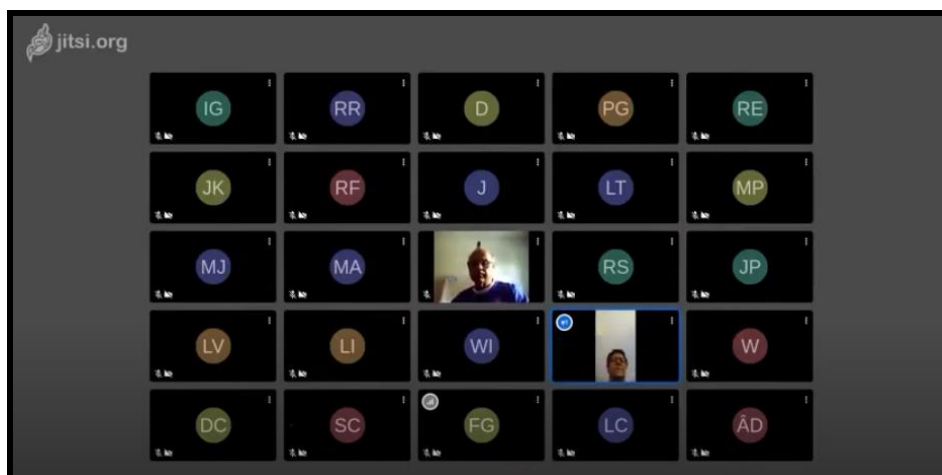 jitsi.org
IG RR D PG RE
JK RF J LT MP
MJ MA RS JP
LV LI WI W
DC SC FG LC ÂD